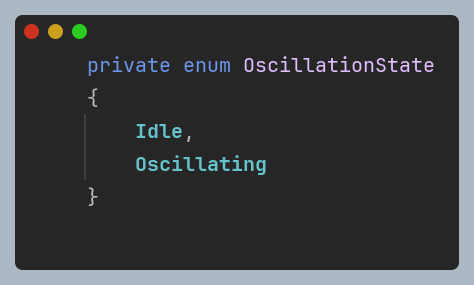 private enum OscillationState
{
Idle,
Oscillating
}